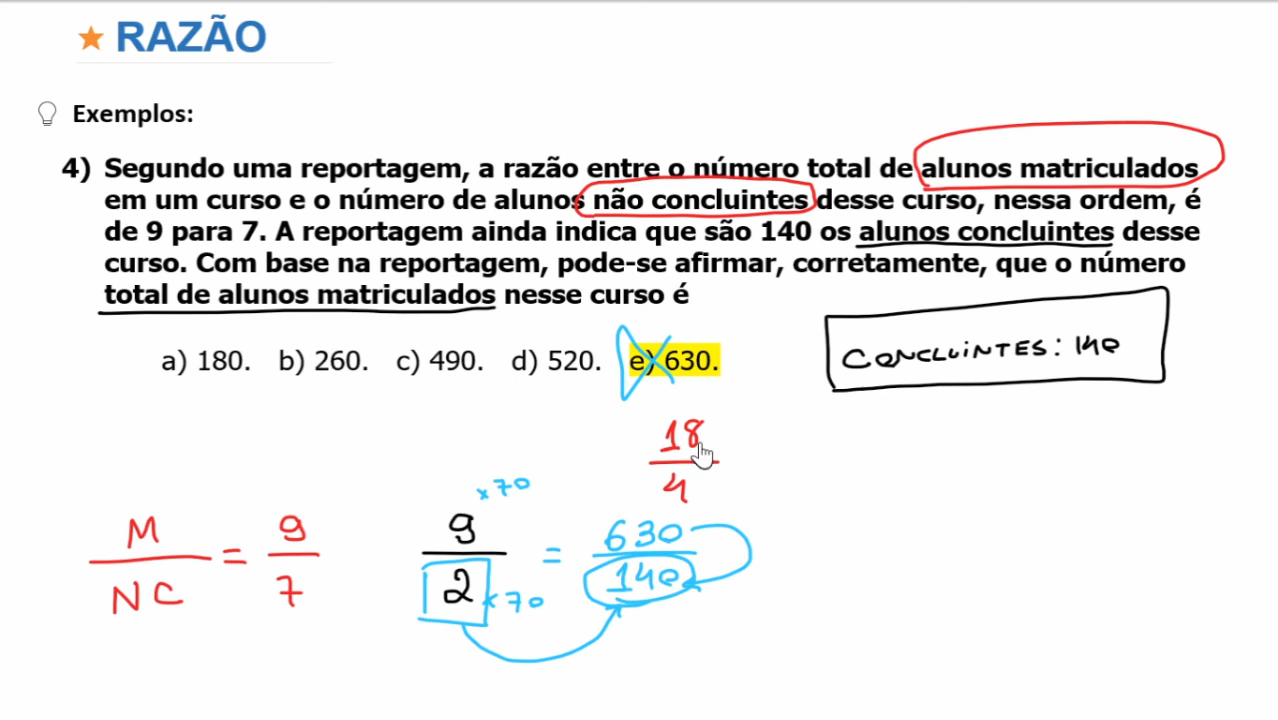 RAZÃO
Exemplos:
4) Segundo uma reportagem, a razão entre o número total de alunos matriculados
em um curso e o número de alunos não concluintes desse curso, nessa ordem, é
de 9 para 7. A reportagem ainda indica que são 140 os alunos concluintes desse
curso. Com base na reportagem, pode-se afirmar, corretamente, que o número
total de alunos matriculados nesse curso é
a) 180. b) 260. c) 490. d) 520. e) 630.
CONCLUINTES: 140
18
4
×70
M
NC
=
9
7
9
2
×70
=
630
140